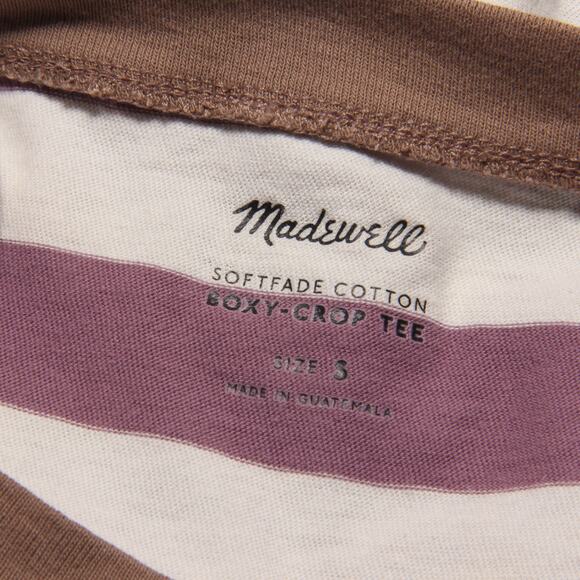 Madewell
SOFTFADE COTTON
BOXY-CROP TEE
SIZE S
MADE IN GUATEMALA